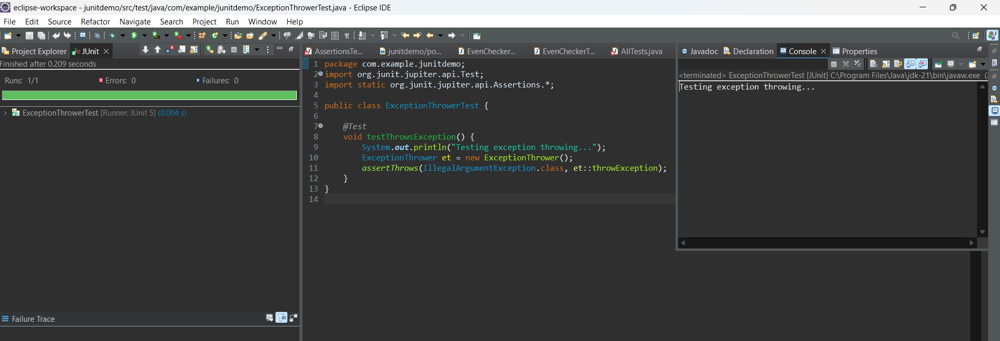 eclipse-workspace - junitdemo/src/test/java/com/example/junitdemo/ExceptionThrowerTest.java - Eclipse IDE
File Edit Source Refactor Navigate Search Project Run Window Help
Project Explorer JUnit
Finished after 0.209 seconds
Runs: 1/1 Errors: 0 Failures: 0
ExceptionThrowerTest [Runner: JUnit 5] (0.004 s)
Failure Trace
AssertionsTe... junitdemo/po... EvenChecker... EvenCheckerT... AllTests.java
1 package com.example.junitdemo;
2 import org.junit.jupiter.api.Test;
3 import static org.junit.jupiter.api.Assertions.*;
4
5 public class ExceptionThrowerTest {
6
7 @Test
8 void testThrowsException() {
9 System.out.println("Testing exception throwing...");
10 ExceptionThrower et = new ExceptionThrower();
11 assertThrows(IllegalArgumentException.class, et::throwException);
12 }
13 }
14
Javadoc Declaration Console Properties
<terminated> ExceptionThrowerTest [JUnit] C:\Program Files\Java\jdk-21\bin\javaw.exe (
Testing exception throwing...